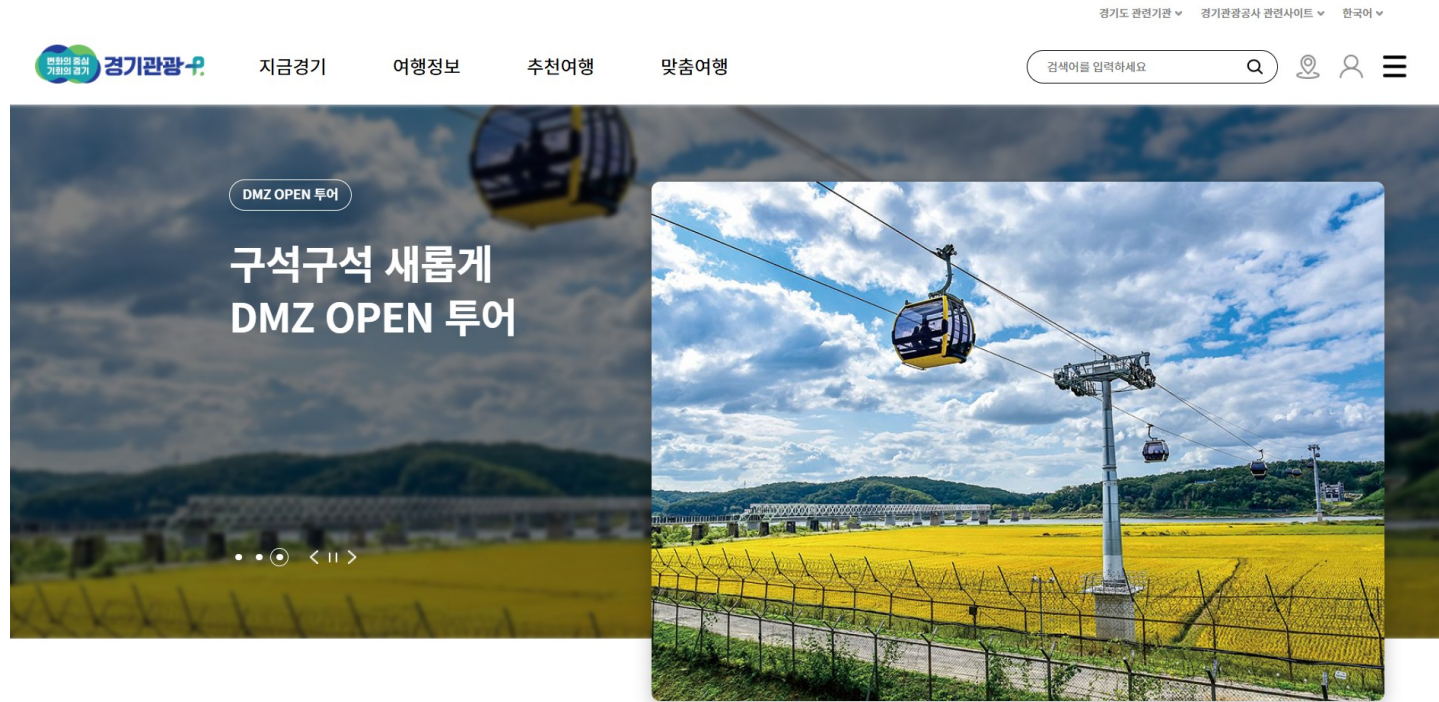 경기도 관련기관 경기관광공사 관련사이트 한국어
변화의 중심
기회의 경기
경기관광
지금경기 여행정보 추천여행 맞춤여행
검색어를 입력하세요
DMZ OPEN 투어
구석구석 새롭게
DMZ OPEN 투어